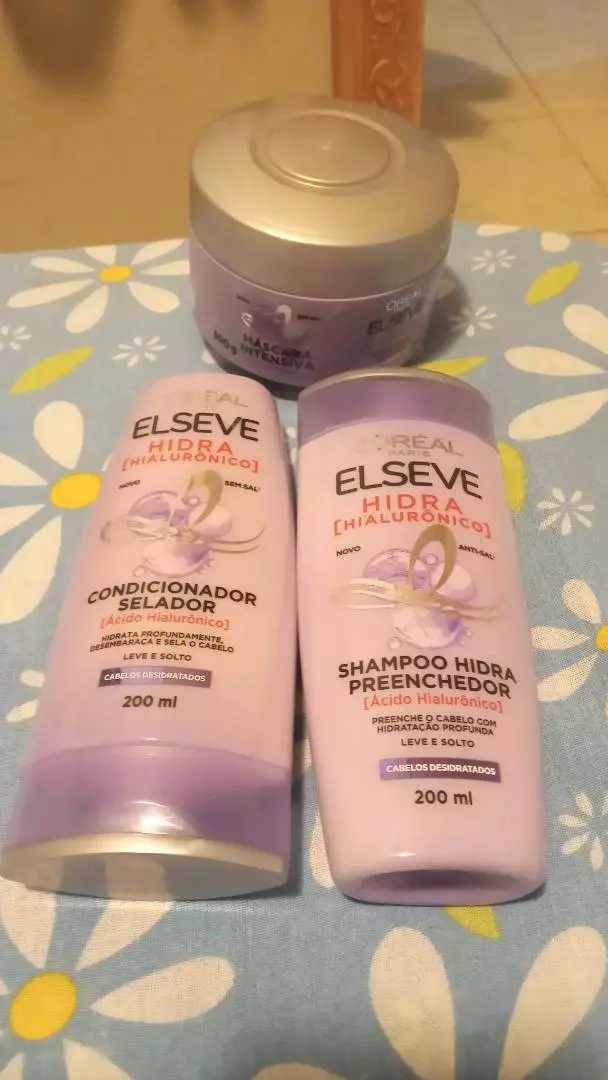 ORÉAL
ELSEVE
MÁSCARA
INTENSIVA
ELSEVE
HIDRA
[HIALURÔNICO]
NOVO
SEM SAL¹
CONDICIONADOR
SELADOR
[Ácido Hialurônico]
HIDRATA PROFUNDAMENTE,
DESEMBARAÇA E SELA O CABELO
LEVE E SOLTO
CABELOS DESIDRATADOS
200 ml
L'ORÉAL
PARIS
ELSEVE
HIDRA
[HIALURÔNICO]
NOVO
ANTI-SAL¹
SHAMPOO HIDRA
PREENCHEDOR
[Ácido Hialurônico]
PREENCHE O CABELO COM
HIDRATAÇÃO PROFUNDA
LEVE E SOLTO
CABELOS DESIDRATADOS
200 ml